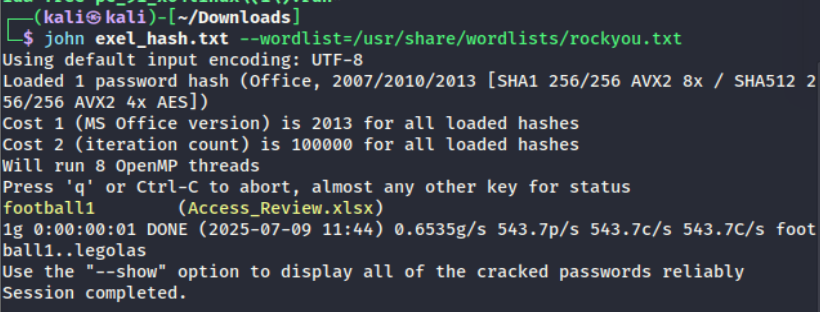 ┌──(kali㉿kali)-[~/Downloads]
└─$ john exel_hash.txt --wordlist=/usr/share/wordlists/rockyou.txt
Using default input encoding: UTF-8
Loaded 1 password hash (Office, 2007/2010/2013 [SHA1 256/256 AVX2 8x / SHA512 2
56/256 AVX2 4x AES])
Cost 1 (MS Office version) is 2013 for all loaded hashes
Cost 2 (iteration count) is 100000 for all loaded hashes
Will run 8 OpenMP threads
Press 'q' or Ctrl-C to abort, almost any other key for status
football1        (Access_Review.xlsx)
1g 0:00:00:01 DONE (2025-07-09 11:44) 0.6535g/s 543.7p/s 543.7c/s 543.7C/s foot
ball1..legolas
Use the "--show" option to display all of the cracked passwords reliably
Session completed.